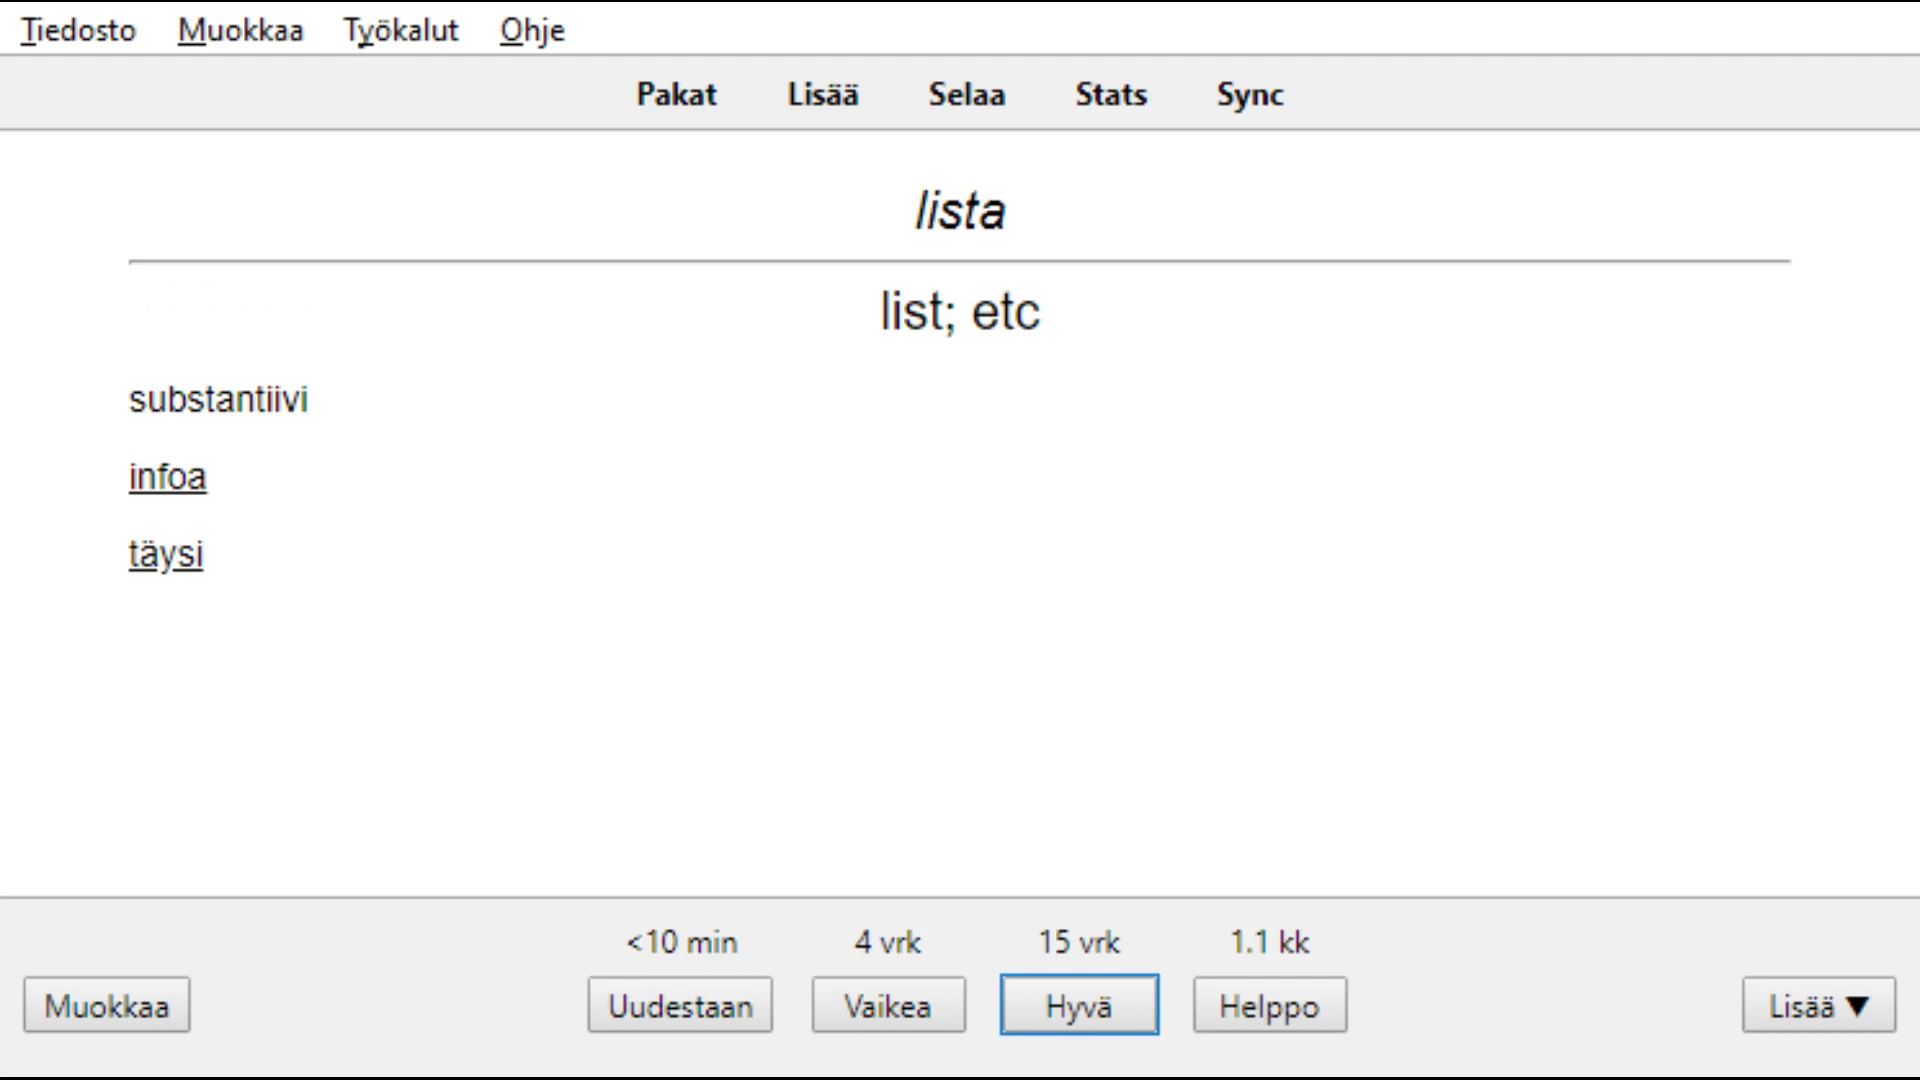 Tiedosto Muokkaa Työkalut Ohje
Pakat Lisää Selaa Stats Sync
lista
list; etc
substantiivi
infoa
täysi
<10 min 4 vrk 15 vrk 1.1 kk
Muokkaa Uudestaan Vaikea Hyvä Helppo Lisää ▼